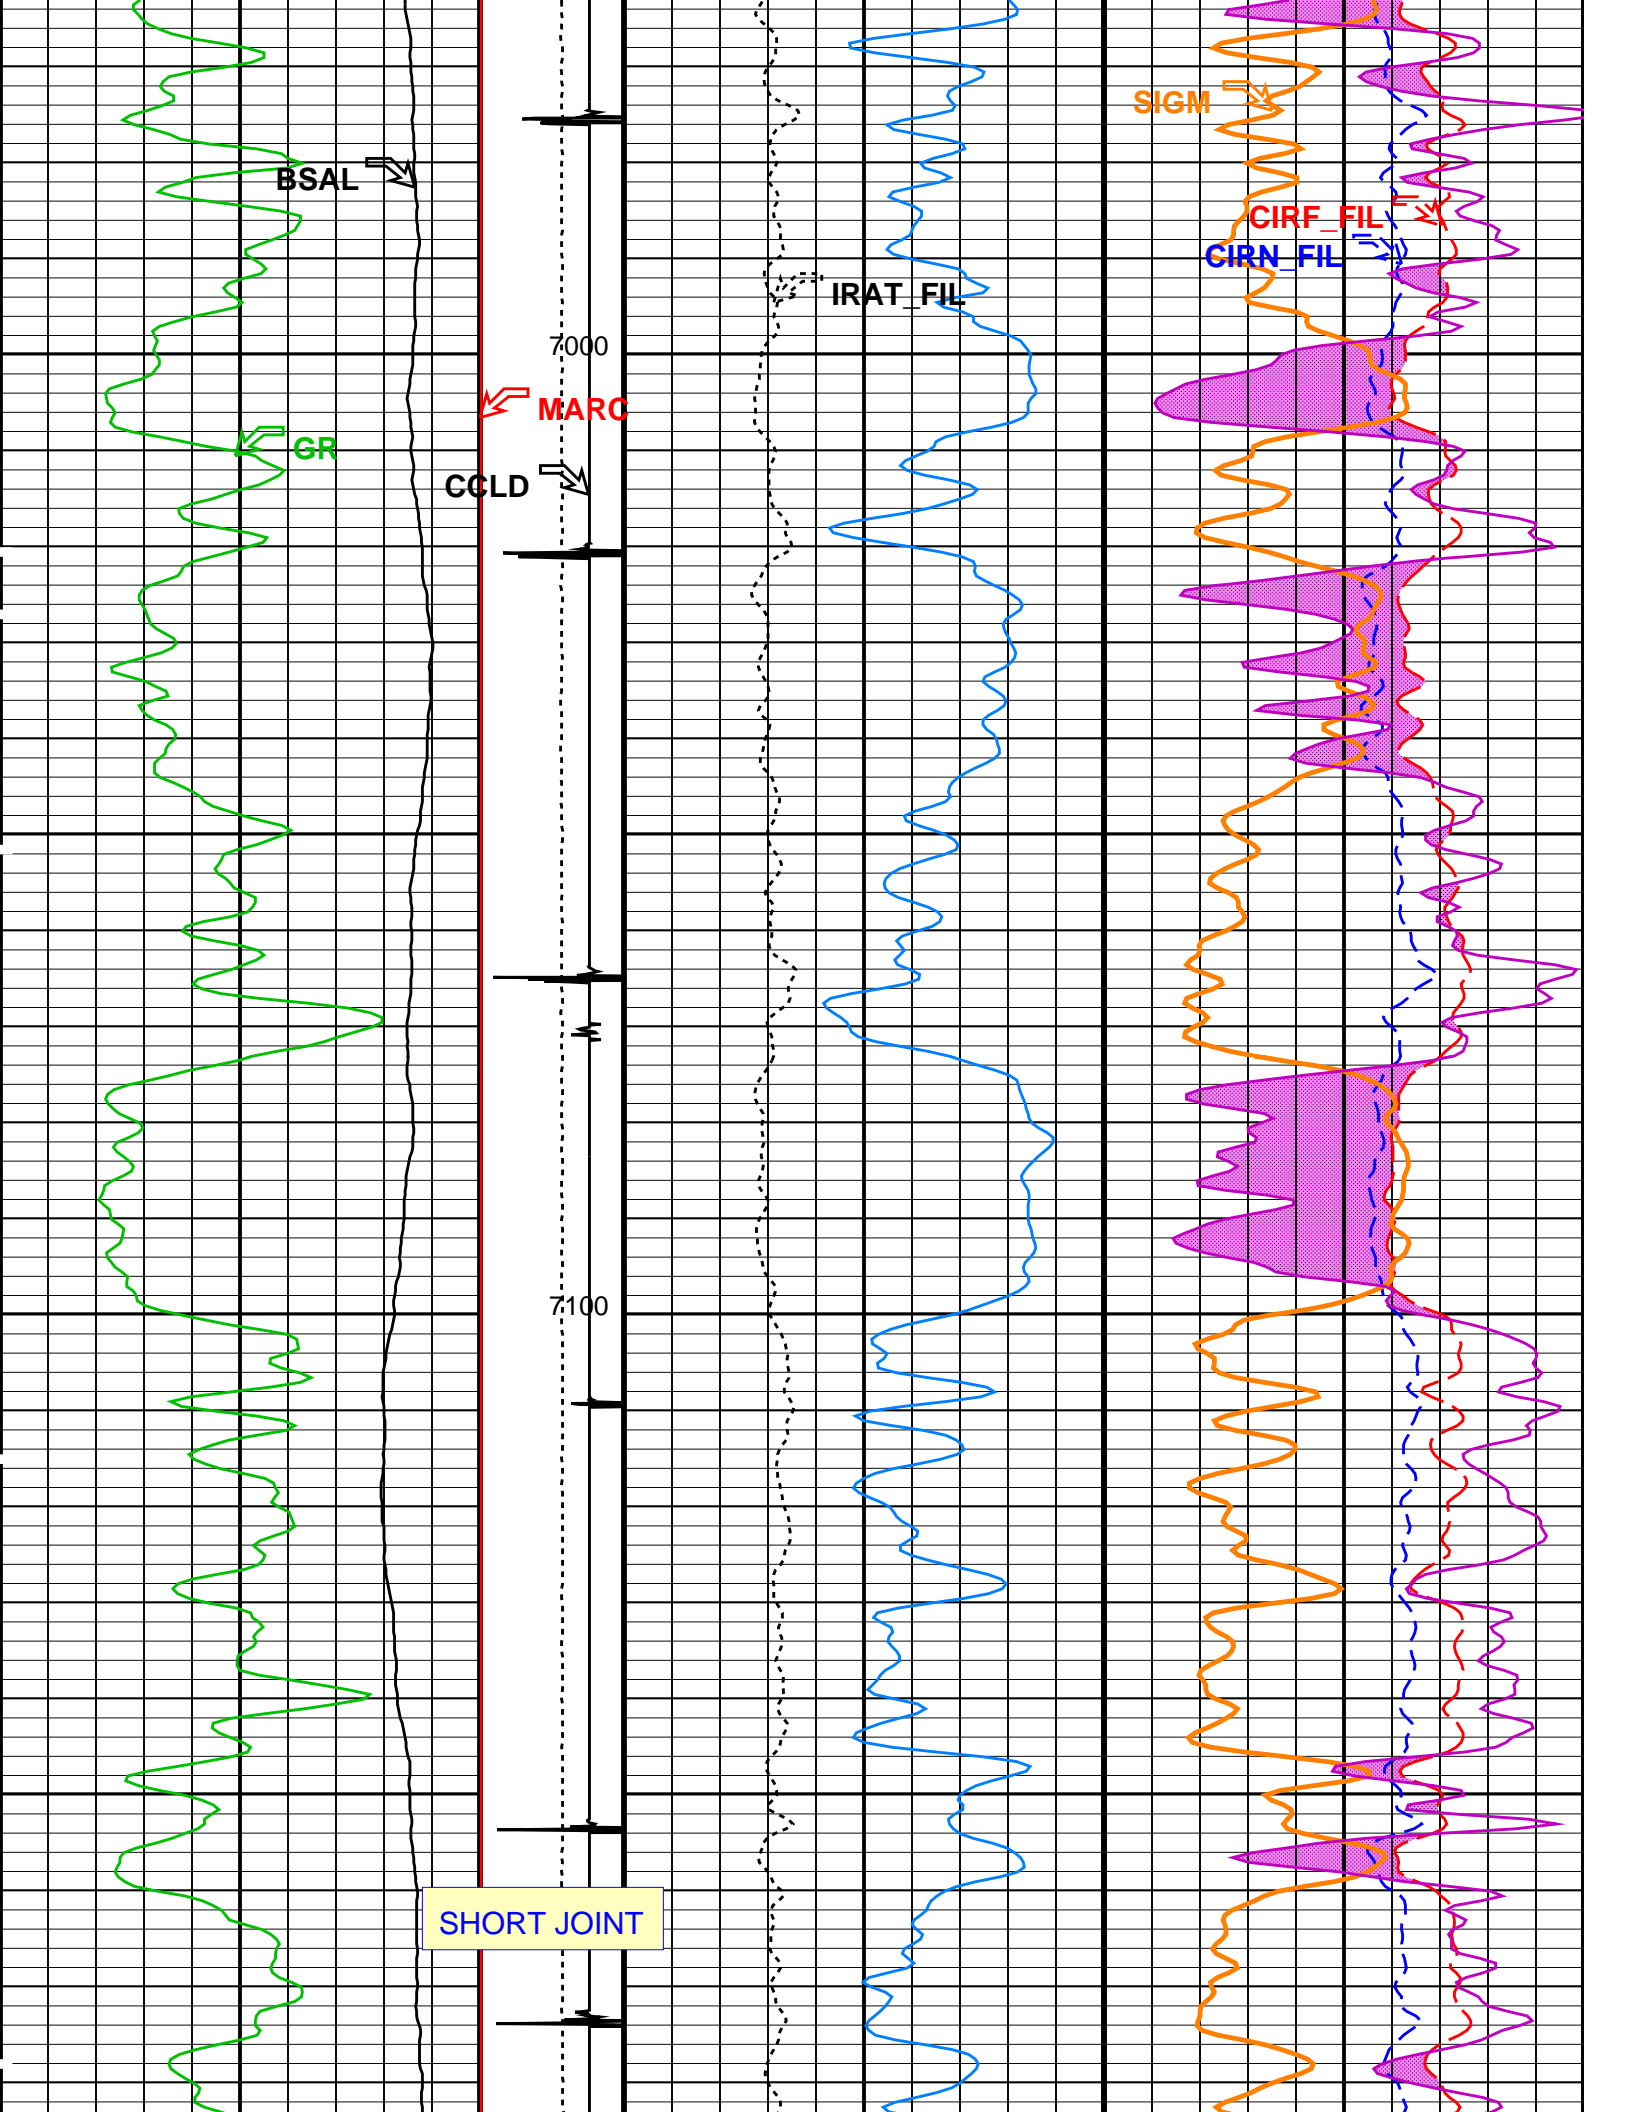 SIGM
BSAL
CIRF_FIL
CIRN_FIL
IRAT_FIL
7000
MARC
GR
CCLD
7100
SHORT JOINT